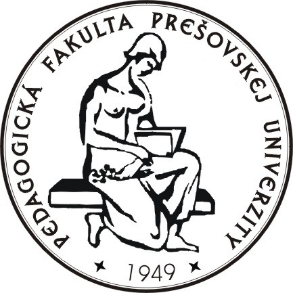 PEDAGOGICKÁ FAKULTA PREŠOVSKEJ UNIVERZITY
1949